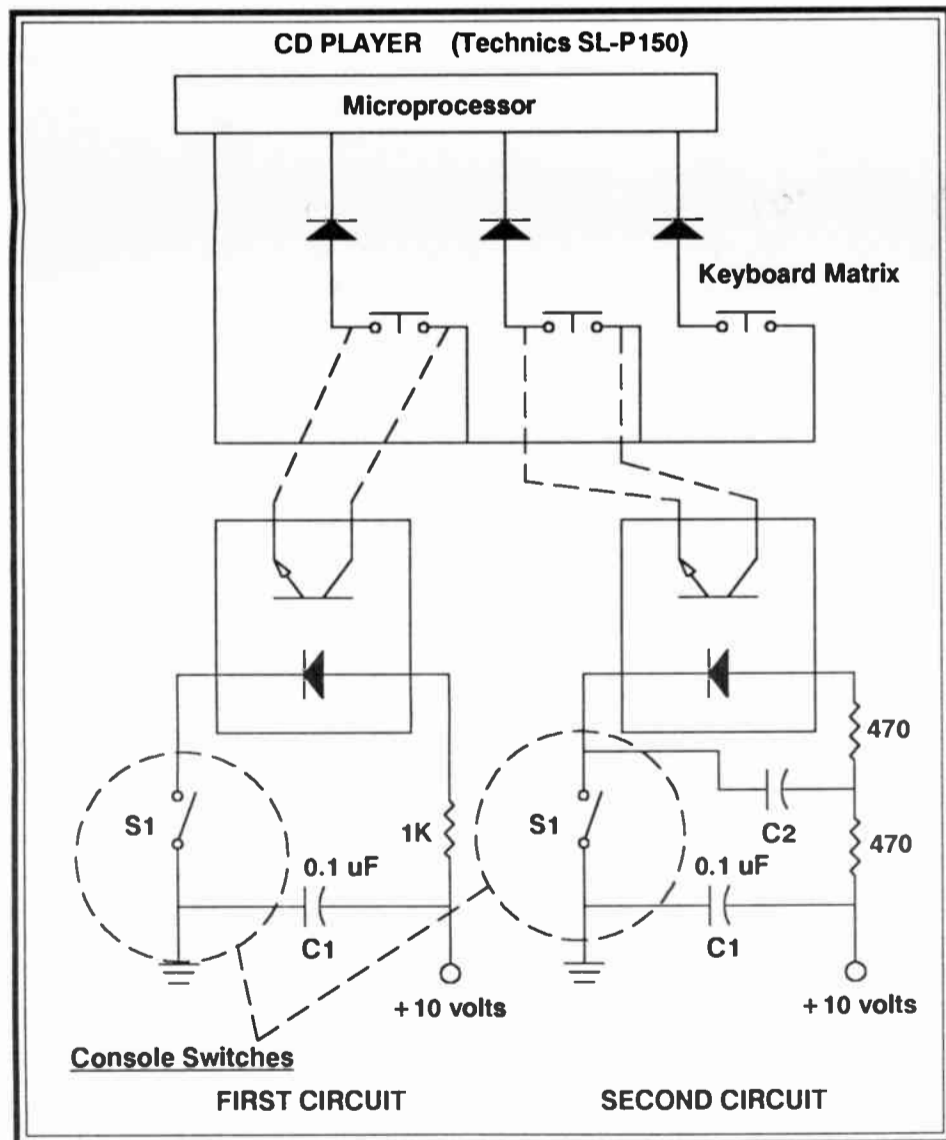 CD PLAYER (Technics SL-P150)
Microprocessor
Keyboard Matrix
470
S1
1K
S1
C2
470
0.1 uF
0.1 uF
C1
C1
+10 volts
+10 volts
Console Switches
FIRST CIRCUIT
SECOND CIRCUIT